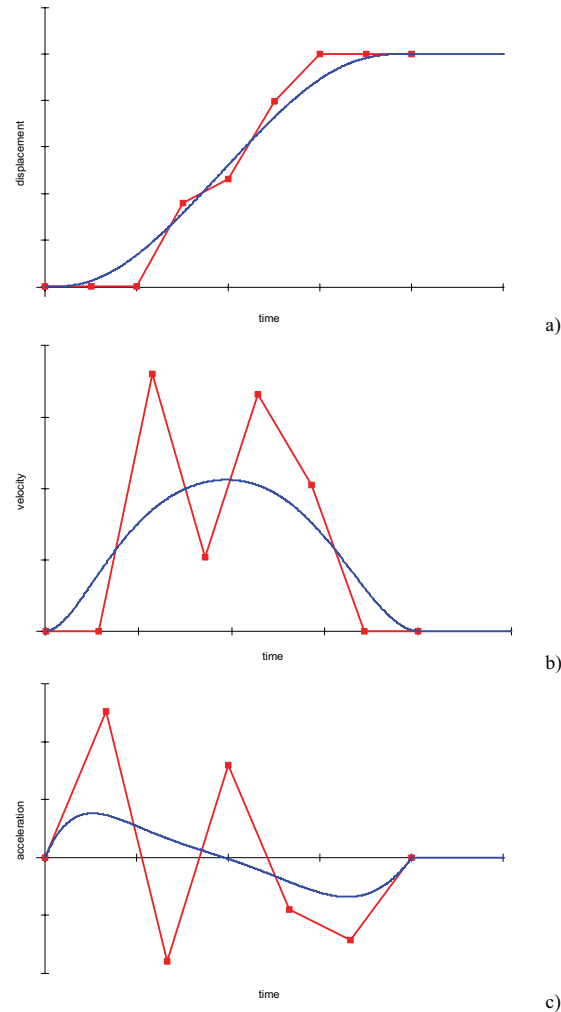 displacement
time
a)
velocity
time
b)
acceleration
time
c)